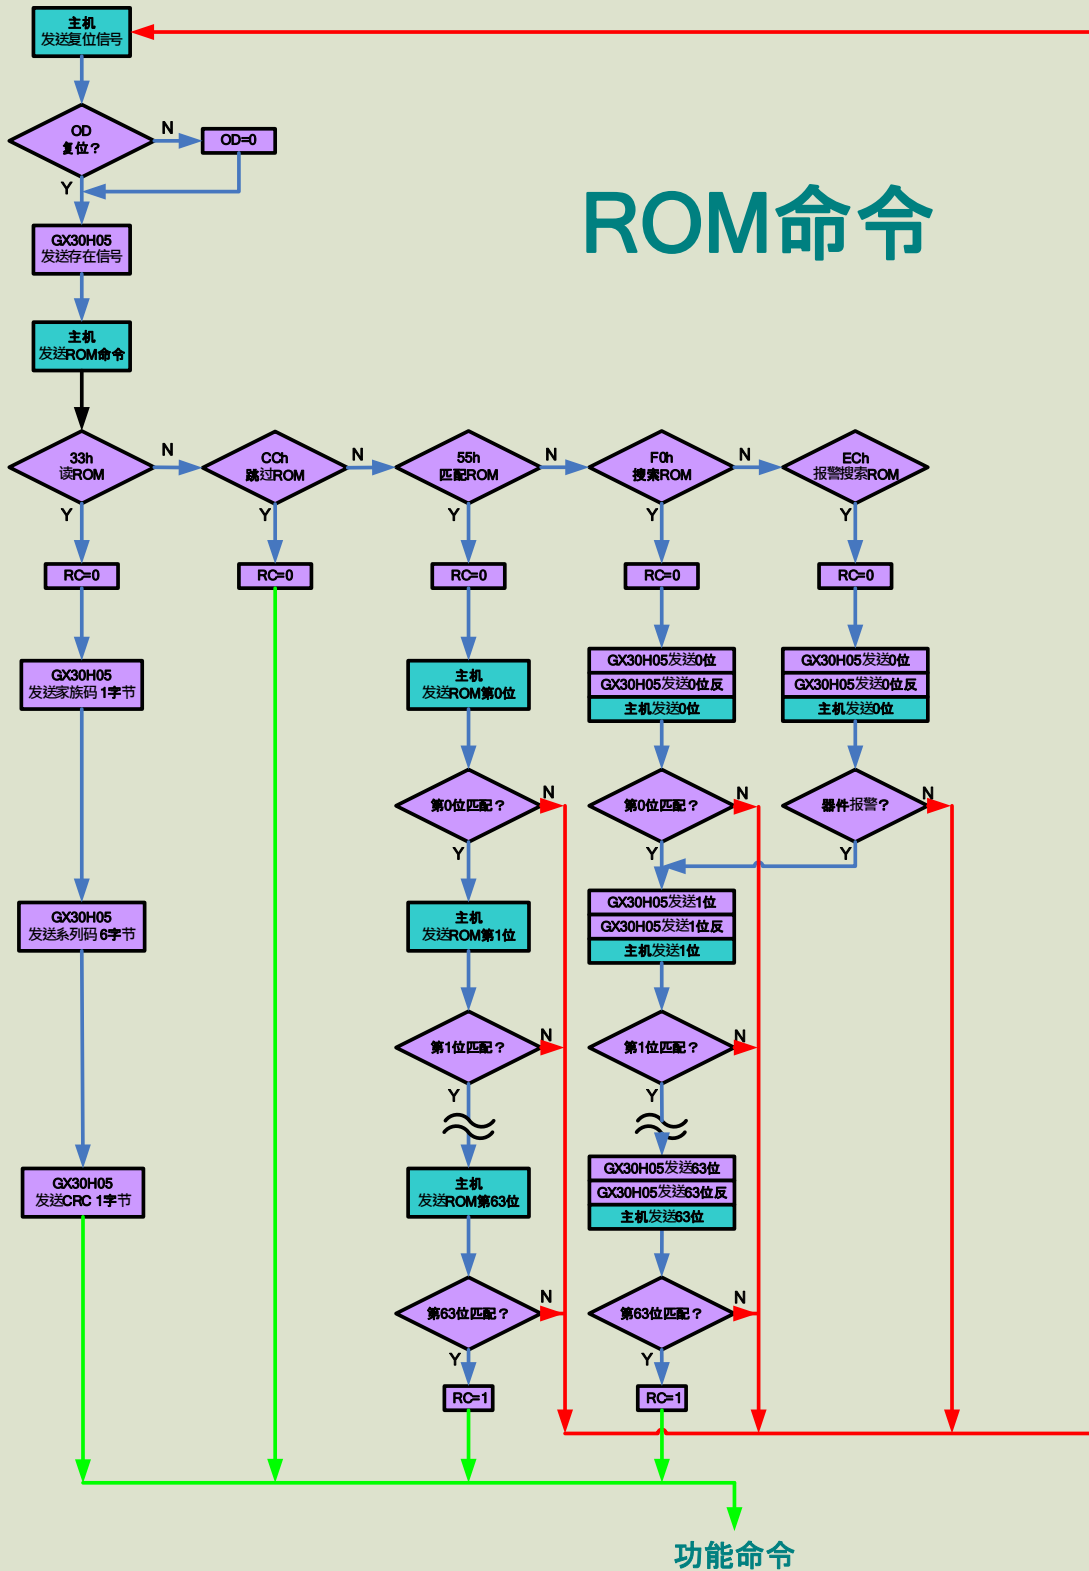 主机
发送复位信号
OD
复位？
N
OD=0
Y
GX30H05
发送存在信号
ROM命令
主机
发送ROM命令
33h
读ROM
N
CCh
跳过ROM
N
55h
匹配ROM
N
F0h
搜索ROM
N
ECh
报警搜索ROM
Y
Y
Y
Y
Y
RC=0
RC=0
RC=0
RC=0
RC=0
GX30H05
发送家族码 1字节
主机
发送ROM第0位
GX30H05发送0位
GX30H05发送0位反
主机发送0位
GX30H05发送0位
GX30H05发送0位反
主机发送0位
第0位匹配？
N
第0位匹配？
N
器件报警？
N
Y
Y
Y
GX30H05
发送系列码 6字节
主机
发送ROM第1位
GX30H05发送1位
GX30H05发送1位反
主机发送1位
第1位匹配？
N
第1位匹配？
N
Y
Y
GX30H05
发送CRC 1字节
主机
发送ROM第63位
GX30H05发送63位
GX30H05发送63位反
主机发送63位
第63位匹配？
N
第63位匹配？
N
Y
Y
RC=1
RC=1
功能命令